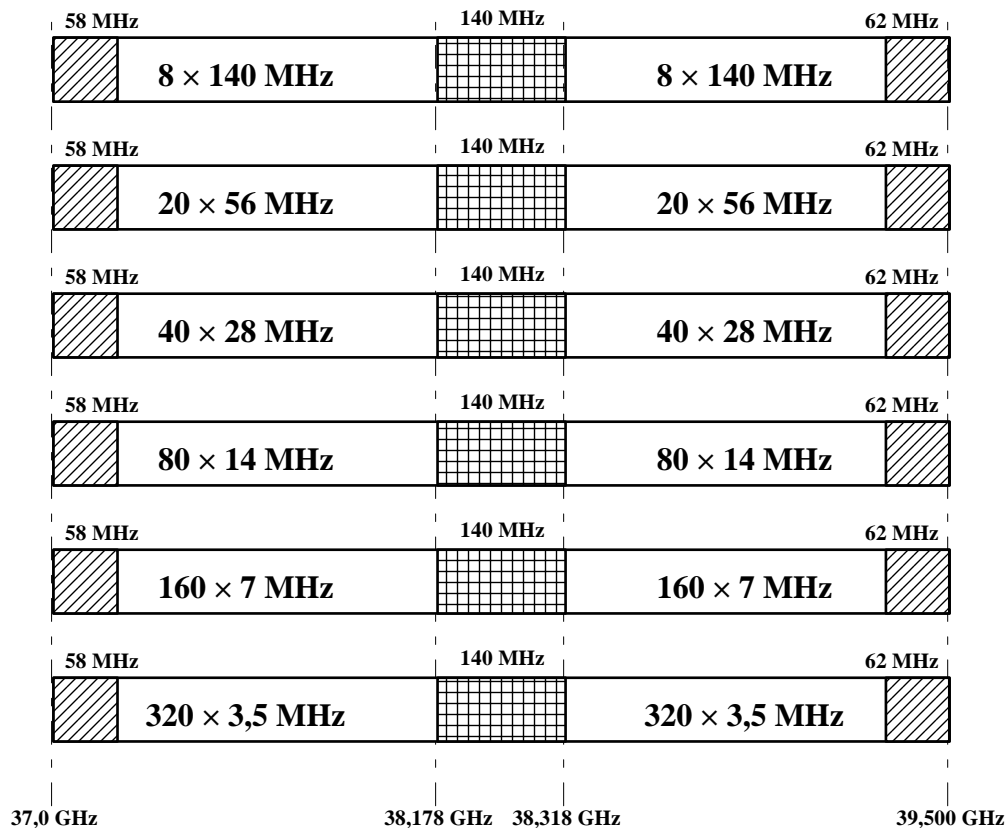 58 MHz 140 MHz 62 MHz
8 × 140 MHz 8 × 140 MHz
58 MHz 140 MHz 62 MHz
20 × 56 MHz 20 × 56 MHz
58 MHz 140 MHz 62 MHz
40 × 28 MHz 40 × 28 MHz
58 MHz 140 MHz 62 MHz
80 × 14 MHz 80 × 14 MHz
58 MHz 140 MHz 62 MHz
160 × 7 MHz 160 × 7 MHz
58 MHz 140 MHz 62 MHz
320 × 3,5 MHz 320 × 3,5 MHz
37,0 GHz 38,178 GHz 38,318 GHz 39,500 GHz